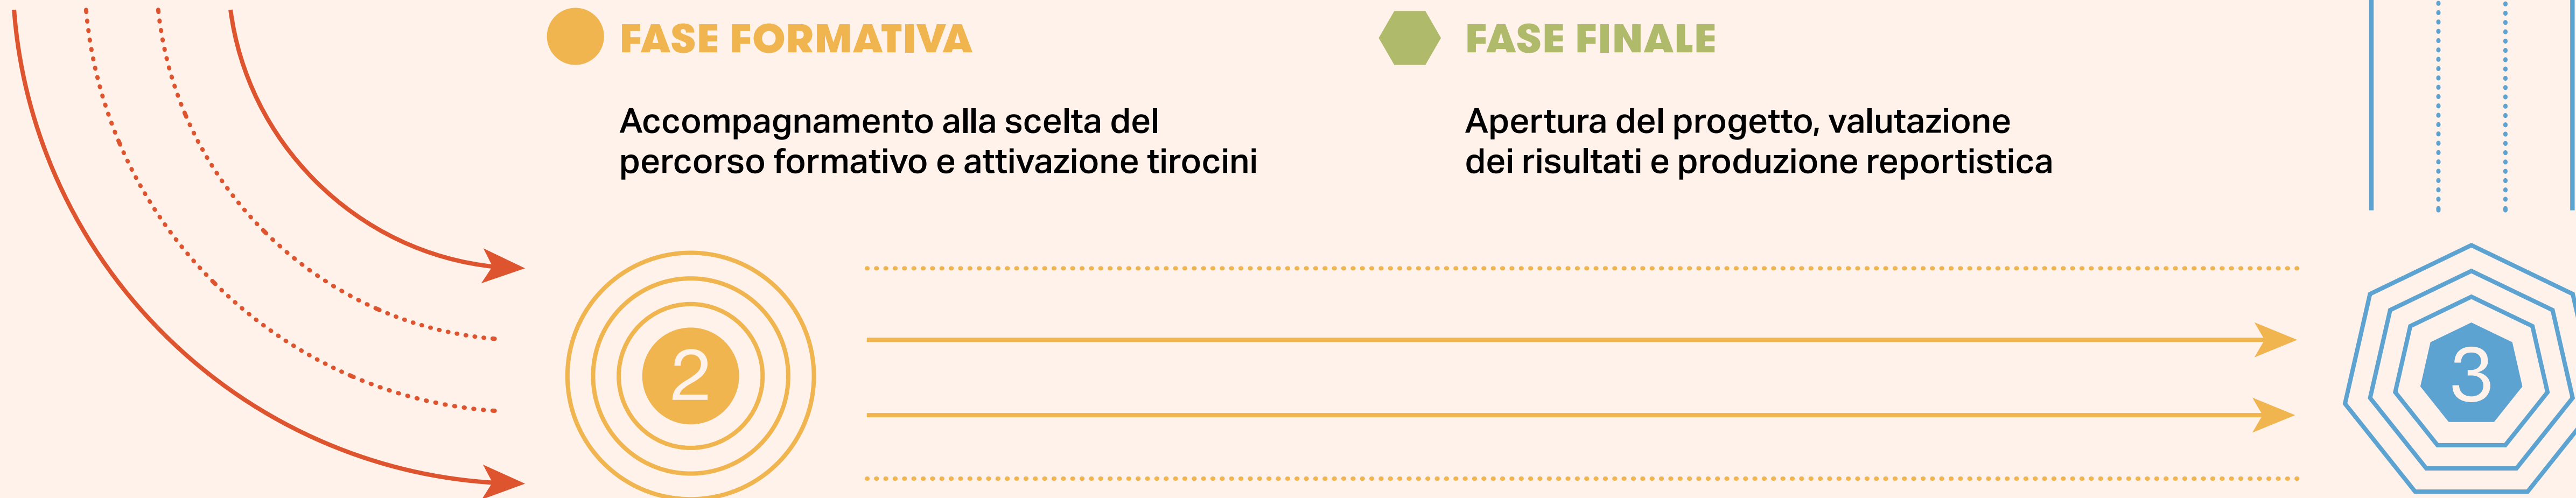 FASE FORMATIVA
Accompagnamento alla scelta del
percorso formativo e attivazione tirocini
FASE FINALE
Apertura del progetto, valutazione
dei risultati e produzione reportistica
2
3